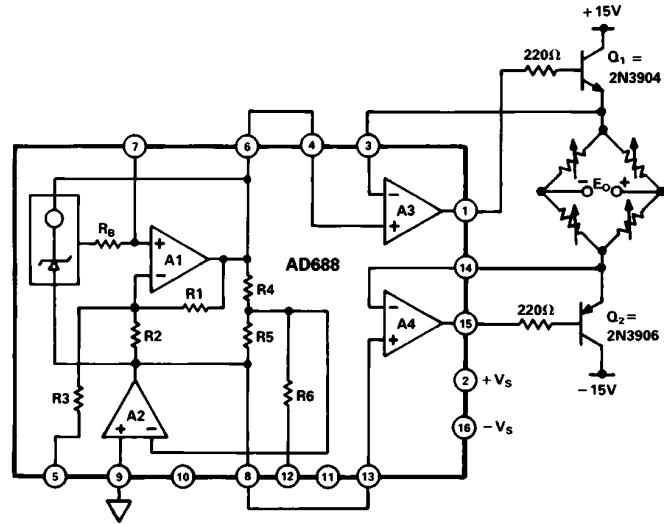 +15V
220Ω
Q1 =
2N3904
7
6
4
3
− EO +
RB
+
A1
−
−
A3
+
1
AD688
R4
R1
14
R2
R5
−
A4
+
15
220Ω
Q2 =
2N3906
R3
R6
A2
+ −
2 +VS
−15V
16 −VS
5
9
10
8
12
11
13